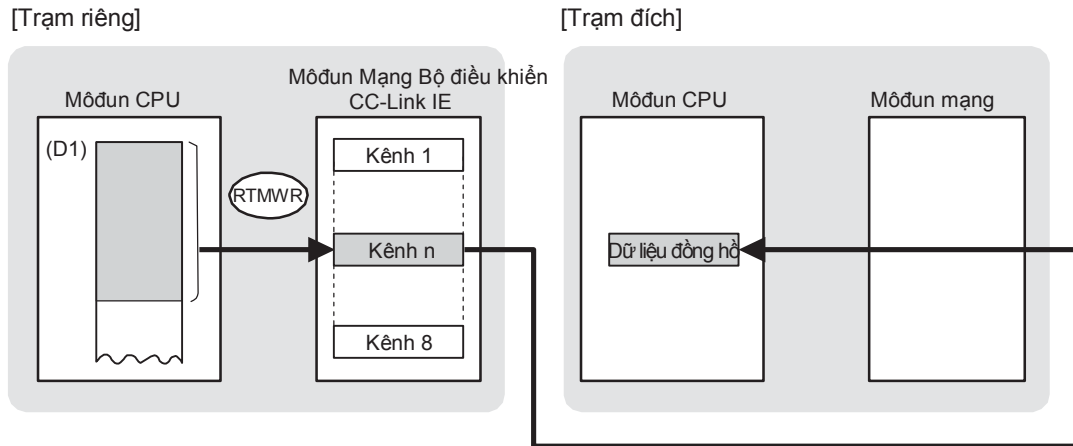 [Trạm riêng]
[Trạm đích]
Môđun Mạng Bộ điều khiển
CC-Link IE
Môđun CPU
Môđun CPU
Môđun mạng
(D1)
Kênh 1
RTMWR
Kênh n
Dữ liệu đồng hồ
Kênh 8